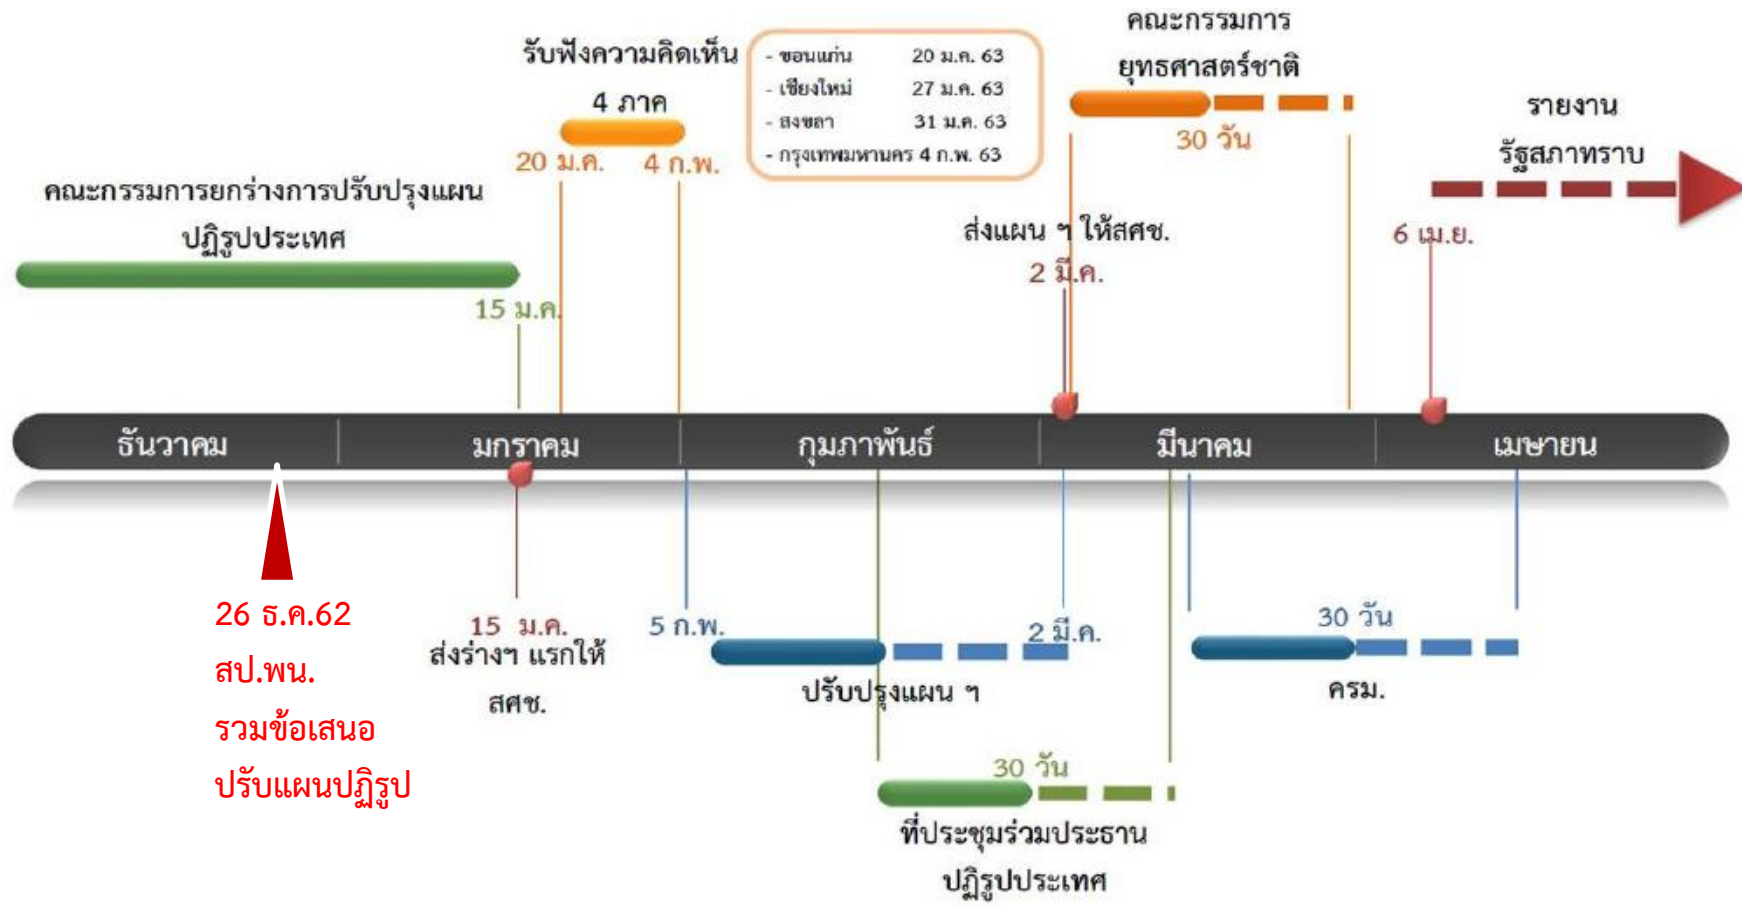 คณะกรรมการ
ยุทธศาสตร์ชาติ
30 วัน
รับฟังความคิดเห็น
4 ภาค
20 ม.ค.
4 ก.พ.
- ขอนแก่น 20 ม.ค. 63
- เชียงใหม่ 27 ม.ค. 63
- สงขลา 31 ม.ค. 63
- กรุงเทพมหานคร 4 ก.พ. 63
รายงาน
รัฐสภาทราบ
6 เม.ย.
คณะกรรมการยกร่างการปรับปรุงแผน
ปฏิรูปประเทศ
15 ม.ค.
ส่งแผน ฯ ให้สศช.
2 มี.ค.
ธันวาคม
มกราคม
กุมภาพันธ์
มีนาคม
เมษายน
26 ธ.ค.62
สป.พน.
รวมข้อเสนอ
ปรับแผนปฏิรูป
15 ม.ค.
ส่งร่างฯ แรกให้
สศช.
5 ก.พ.
2 มี.ค.
ปรับปรุงแผน ฯ
30 วัน
ครม.
30 วัน
ที่ประชุมร่วมประธาน
ปฏิรูปประเทศ